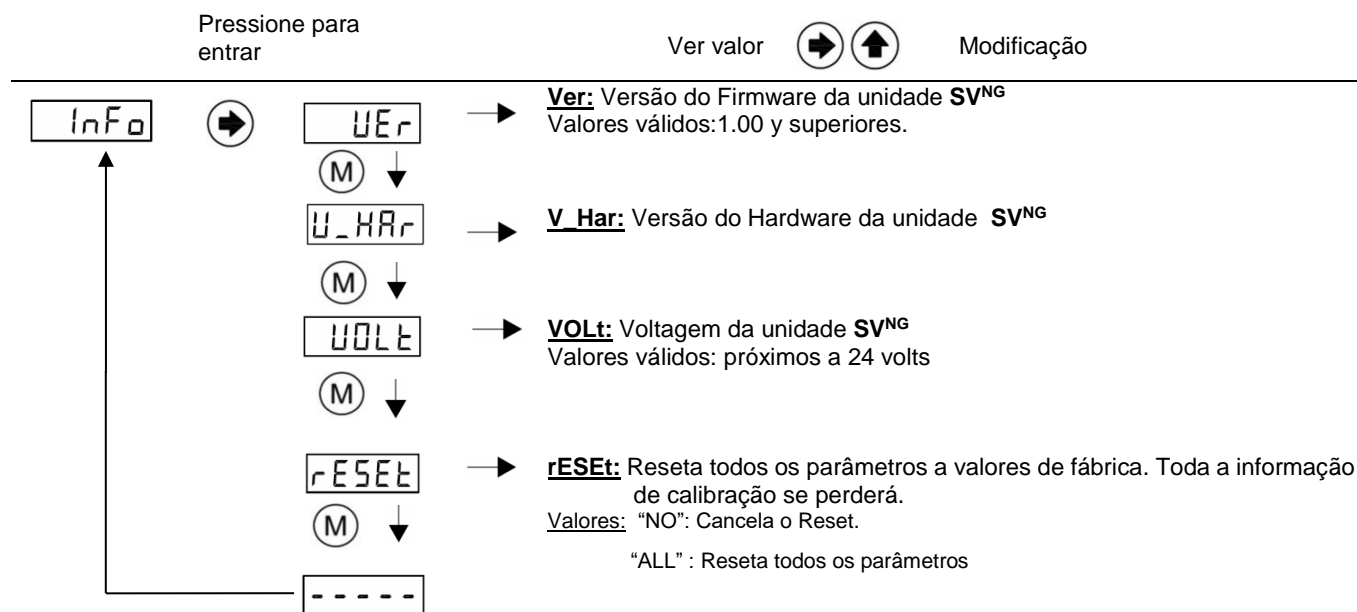 Pressione para
entrar
Ver valor
Modificação
InFo
VEr
Ver: Versão do Firmware da unidade SVNG
Valores válidos:1.00 y superiores.
M
V_HAr
V_Har: Versão do Hardware da unidade SVNG
M
VOLt
VOLt: Voltagem da unidade SVNG
Valores válidos: próximos a 24 volts
M
rESEt
rESEt: Reseta todos os parâmetros a valores de fábrica. Toda a informação
de calibração se perderá.
M
Valores: “NO”: Cancela o Reset.
“ALL” : Reseta todos os parâmetros
-----